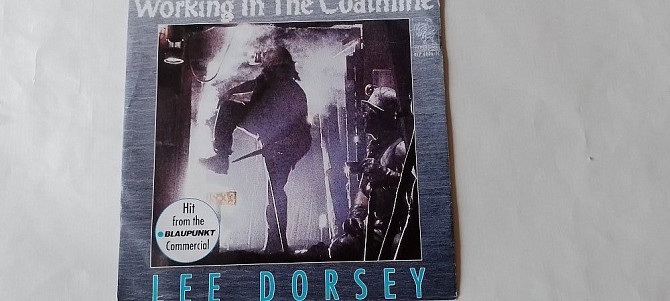 Working In The Coalmine
Hit
from the
BLAUPUNKT
Commercial
LEE DORSEY